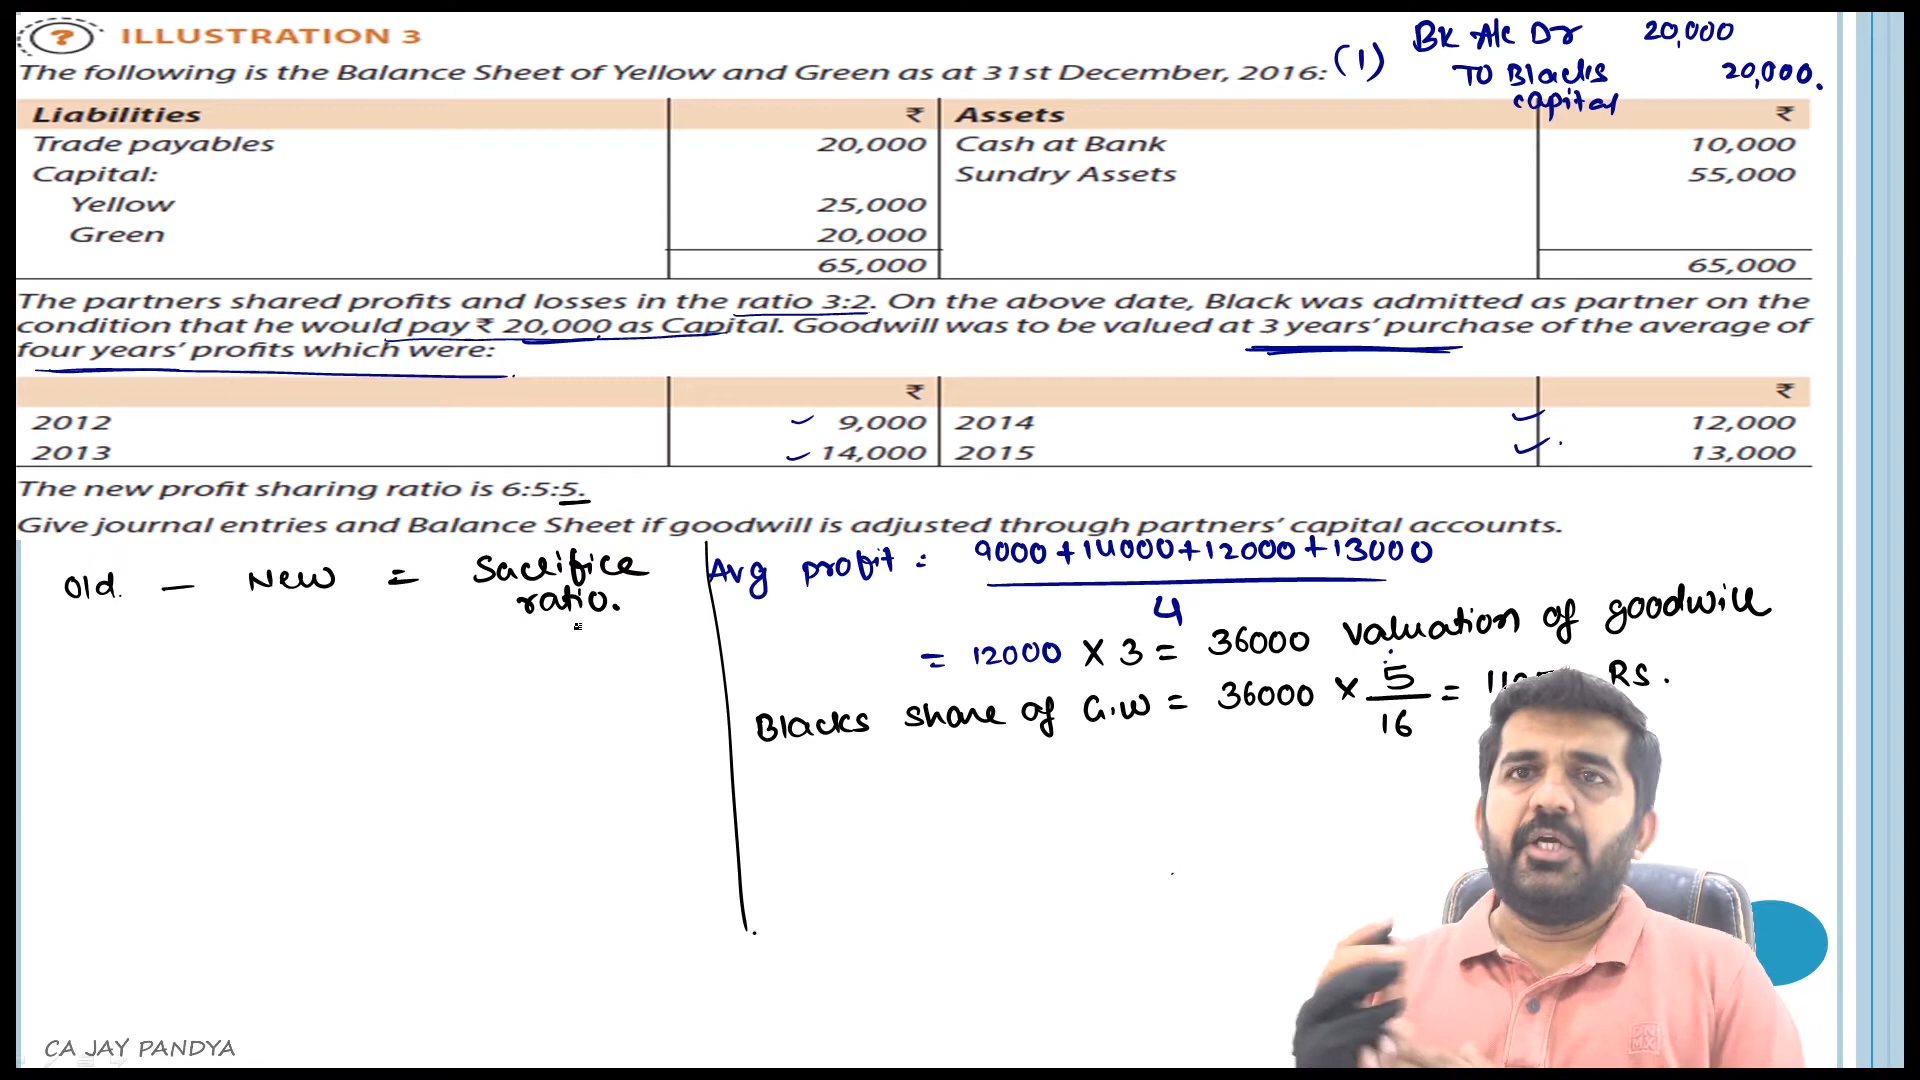 ? ILLUSTRATION 3
The following is the Balance Sheet of Yellow and Green as at 31st December, 2016:
(1) Bk A/c Dr 20,000
To Blacks capital 20,000.
Liabilities ₹ Assets ₹
Trade payables 20,000 Cash at Bank 10,000
Capital: Sundry Assets 55,000
Yellow 25,000
Green 20,000
65,000 65,000
The partners shared profits and losses in the ratio 3:2. On the above date, Black was admitted as partner on the
condition that he would pay ₹ 20,000 as Capital. Goodwill was to be valued at 3 years' purchase of the average of
four years' profits which were:
₹ ₹
2012 9,000 2014 12,000
2013 14,000 2015 13,000
The new profit sharing ratio is 6:5:5.
Give journal entries and Balance Sheet if goodwill is adjusted through partners' capital accounts.
Old. — New = Sacrifice
ratio.
Avg profit : 9000 + 14000 + 12000 + 13000
4
= 12000 X 3 = 36000 valuation of goodwill
Blacks share of G.W = 36000 × 5/16 = Rs.
CA JAY PANDYA